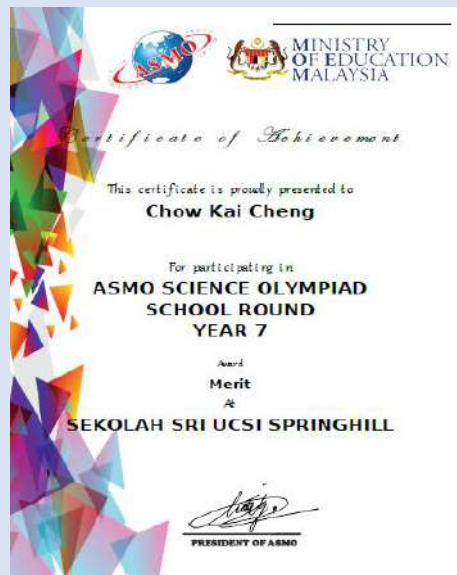 ASMO
MINISTRY
OF EDUCATION
MALAYSIA
Certificate of Achievement
This certificate is proudly presented to
Chow Kai Cheng
For participating in
ASMO SCIENCE OLYMPIAD
SCHOOL ROUND
YEAR 7
Award
Merit
At
SEKOLAH SRI UCSI SPRINGHILL
PRESIDENT OF ASMO